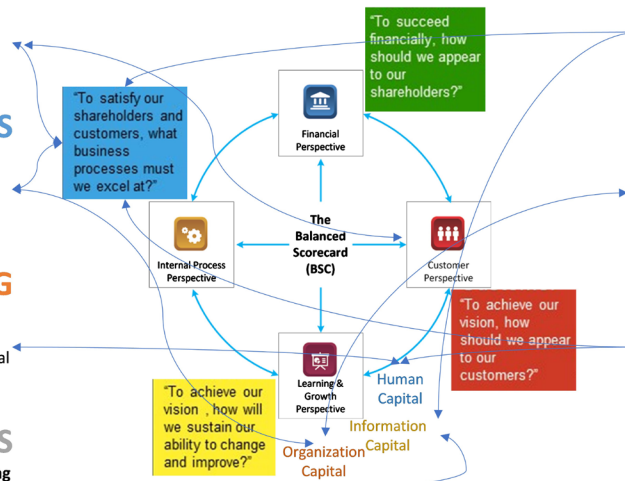 “To succeed
financially, how
should we appear
to our
shareholders?”
“To satisfy our
shareholders and
customers, what
business
processes must
we excel at?”
S
Financial
Perspective
The
Balanced
Scorecard
(BSC)
Internal Process
Perspective
Customer
Perspective
G
“To achieve our
vision, how
should we appear
to our
customers?”
al
Learning &
Growth
Perspective
Human
Capital
“To achieve our
vision , how will
we sustain our
ability to change
and improve?”
Information
Capital
Organization
Capital
S
ng